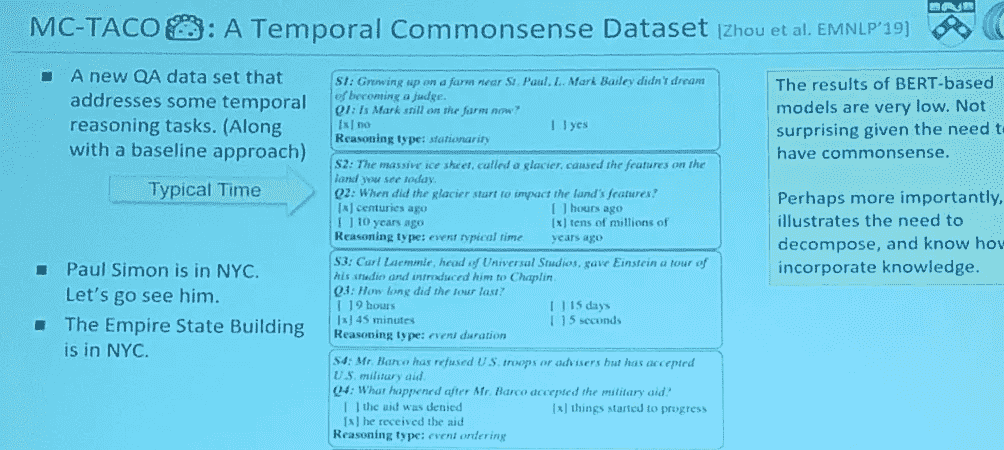 MC-TACO: A Temporal Commonsense Dataset [Zhou et al. EMNLP'19]
▪ A new QA data set that
addresses some temporal
reasoning tasks. (Along
with a baseline approach)
Typical Time
▪ Paul Simon is in NYC.
Let's go see him.
▪ The Empire State Building
is in NYC.
S1: Growing up on a farm near St. Paul, L. Mark Bailey didn't dream
of becoming a judge.
Q1: Is Mark still on the farm now?
[x] no [ ] yes
Reasoning type: stationarity
S2: The massive ice sheet, called a glacier, caused the features on the
land you see today.
Q2: When did the glacier start to impact the land's features?
[x] centuries ago [ ] hours ago
[ ] 10 years ago [x] tens of millions of
Reasoning type: event typical time years ago
S3: Carl Laemmle, head of Universal Studios, gave Einstein a tour of
his studio and introduced him to Chaplin.
Q3: How long did the tour last?
[ ] 9 hours [ ] 15 days
[x] 45 minutes [ ] 5 seconds
Reasoning type: event duration
S4: Mr. Barco has refused U.S. troops or advisers but has accepted
U.S. military aid.
Q4: What happened after Mr. Barco accepted the military aid?
[ ] the aid was denied [x] things started to progress
[x] he received the aid
Reasoning type: event ordering
The results of BERT-based
models are very low. Not
surprising given the need t
have commonsense.
Perhaps more importantly,
illustrates the need to
decompose, and know how
incorporate knowledge.